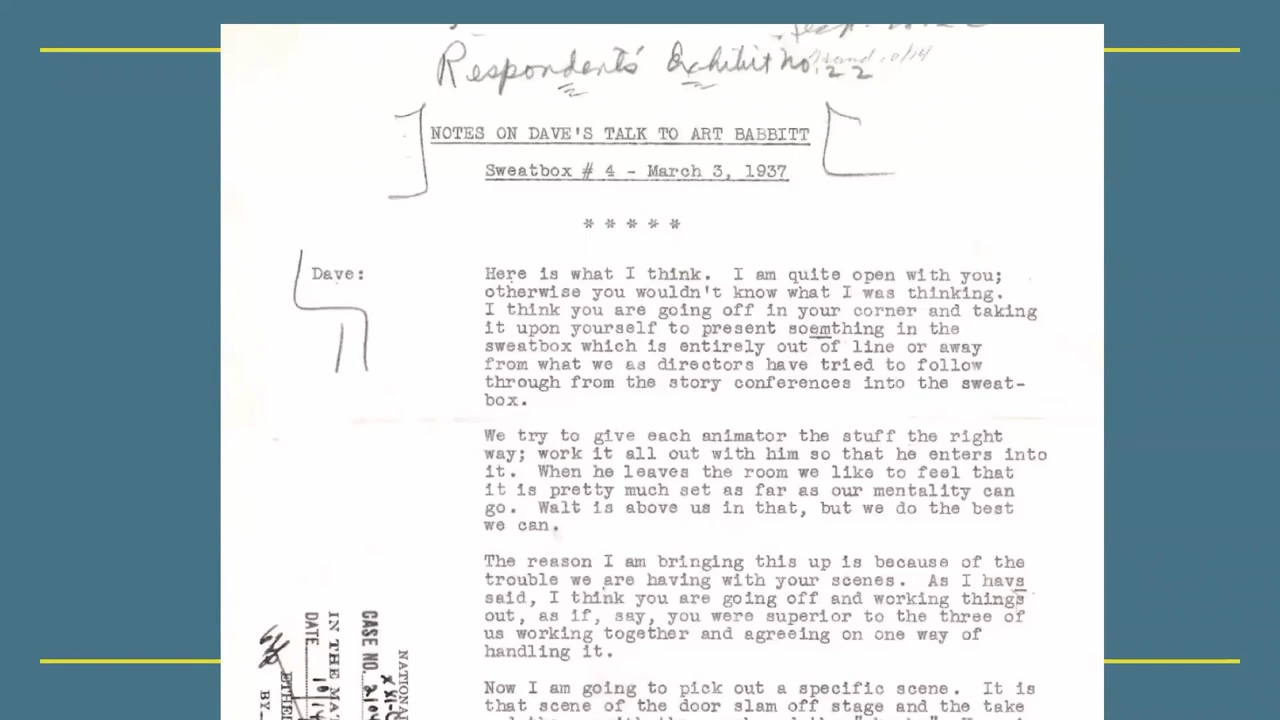 Respondents' Exhibit No. 22
NOTES ON DAVE'S TALK TO ART BABBITT
Sweatbox # 4 - March 3, 1937
* * * * *
Dave:
Here is what I think. I am quite open with you;
otherwise you wouldn't know what I was thinking.
I think you are going off in your corner and taking
it upon yourself to present soemthing in the
sweatbox which is entirely out of line or away
from what we as directors have tried to follow
through from the story conferences into the sweat-
box.
We try to give each animator the stuff the right
way; work it all out with him so that he enters into
it. When he leaves the room we like to feel that
it is pretty much set as far as our mentality can
go. Walt is above us in that, but we do the best
we can.
The reason I am bringing this up is because of the
trouble we are having with your scenes. As I havs
said, I think you are going off and working things
out, as if, say, you were superior to the three of
us working together and agreeing on one way of
handling it.
Now I am going to pick out a specific scene. It is
that scene of the door slam off stage and the take
NATIONAL
CASE NO.
IN THE MAT
DATE
BY